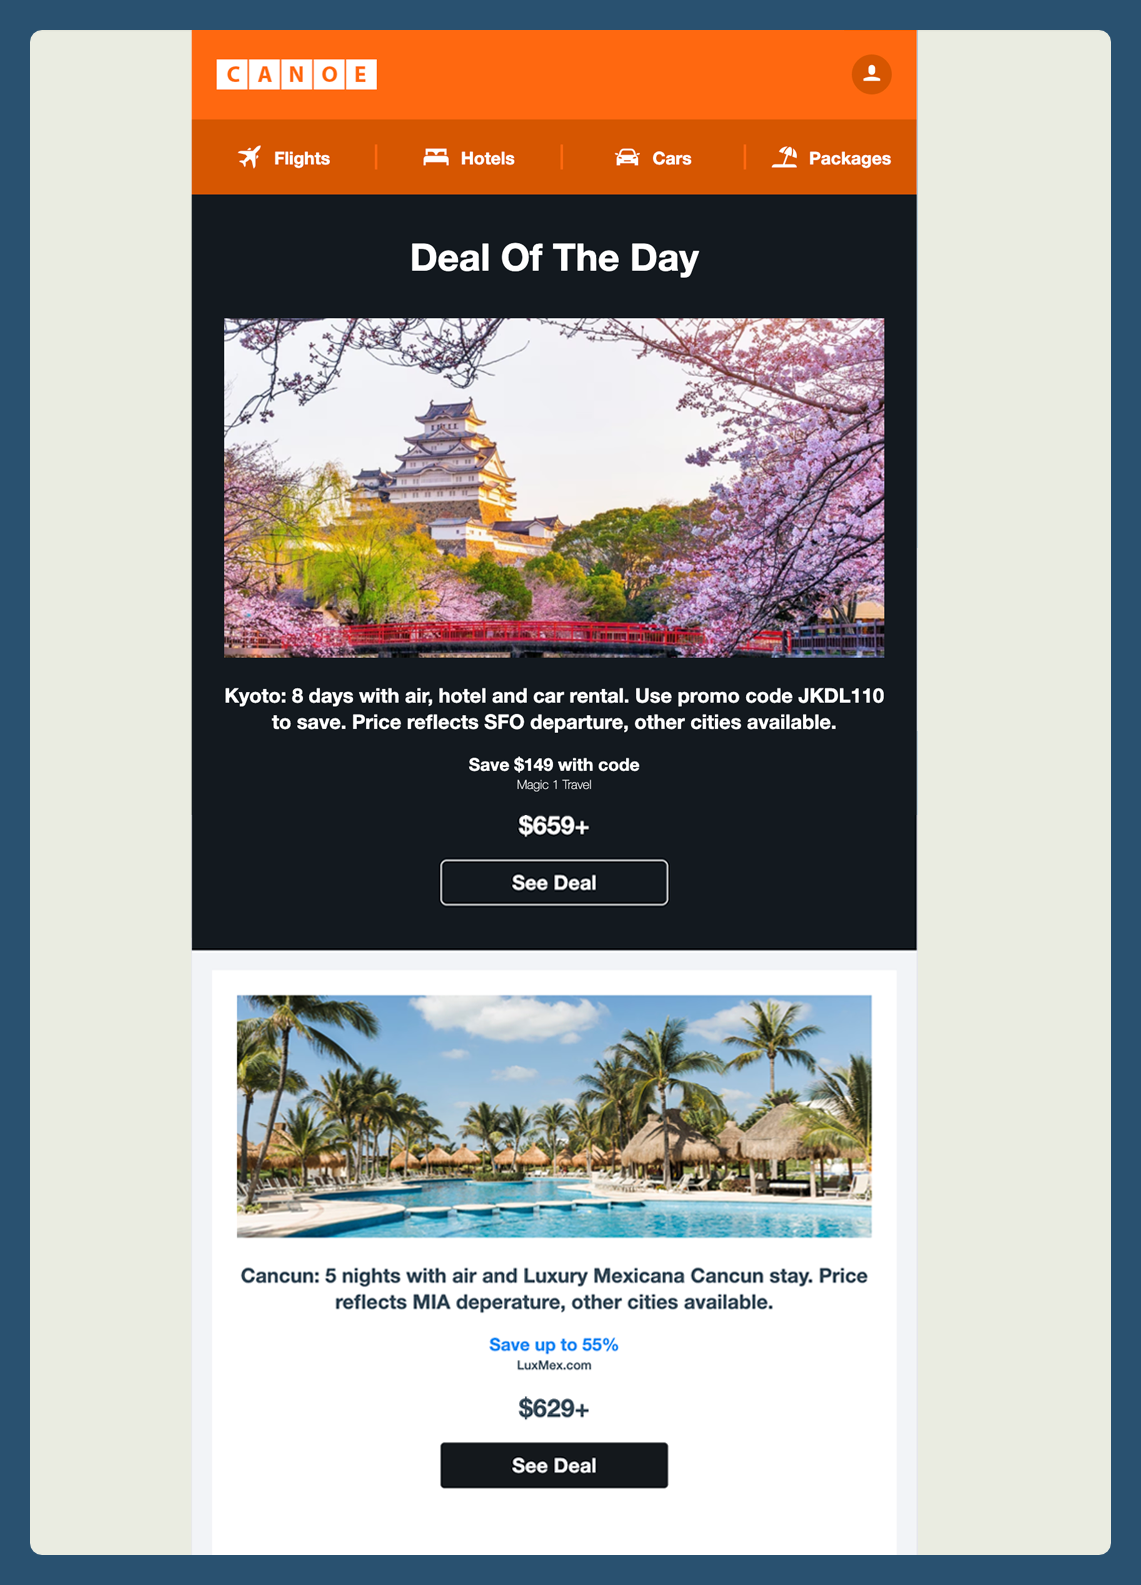 CANOE
Flights
Hotels
Cars
Packages
Deal Of The Day
Kyoto: 8 days with air, hotel and car rental. Use promo code JKDL110
to save. Price reflects SFO departure, other cities available.
Save $149 with code
Magic 1 Travel
$659+
See Deal
Cancun: 5 nights with air and Luxury Mexicana Cancun stay. Price
reflects MIA deperature, other cities available.
Save up to 55%
LuxMex.com
$629+
See Deal